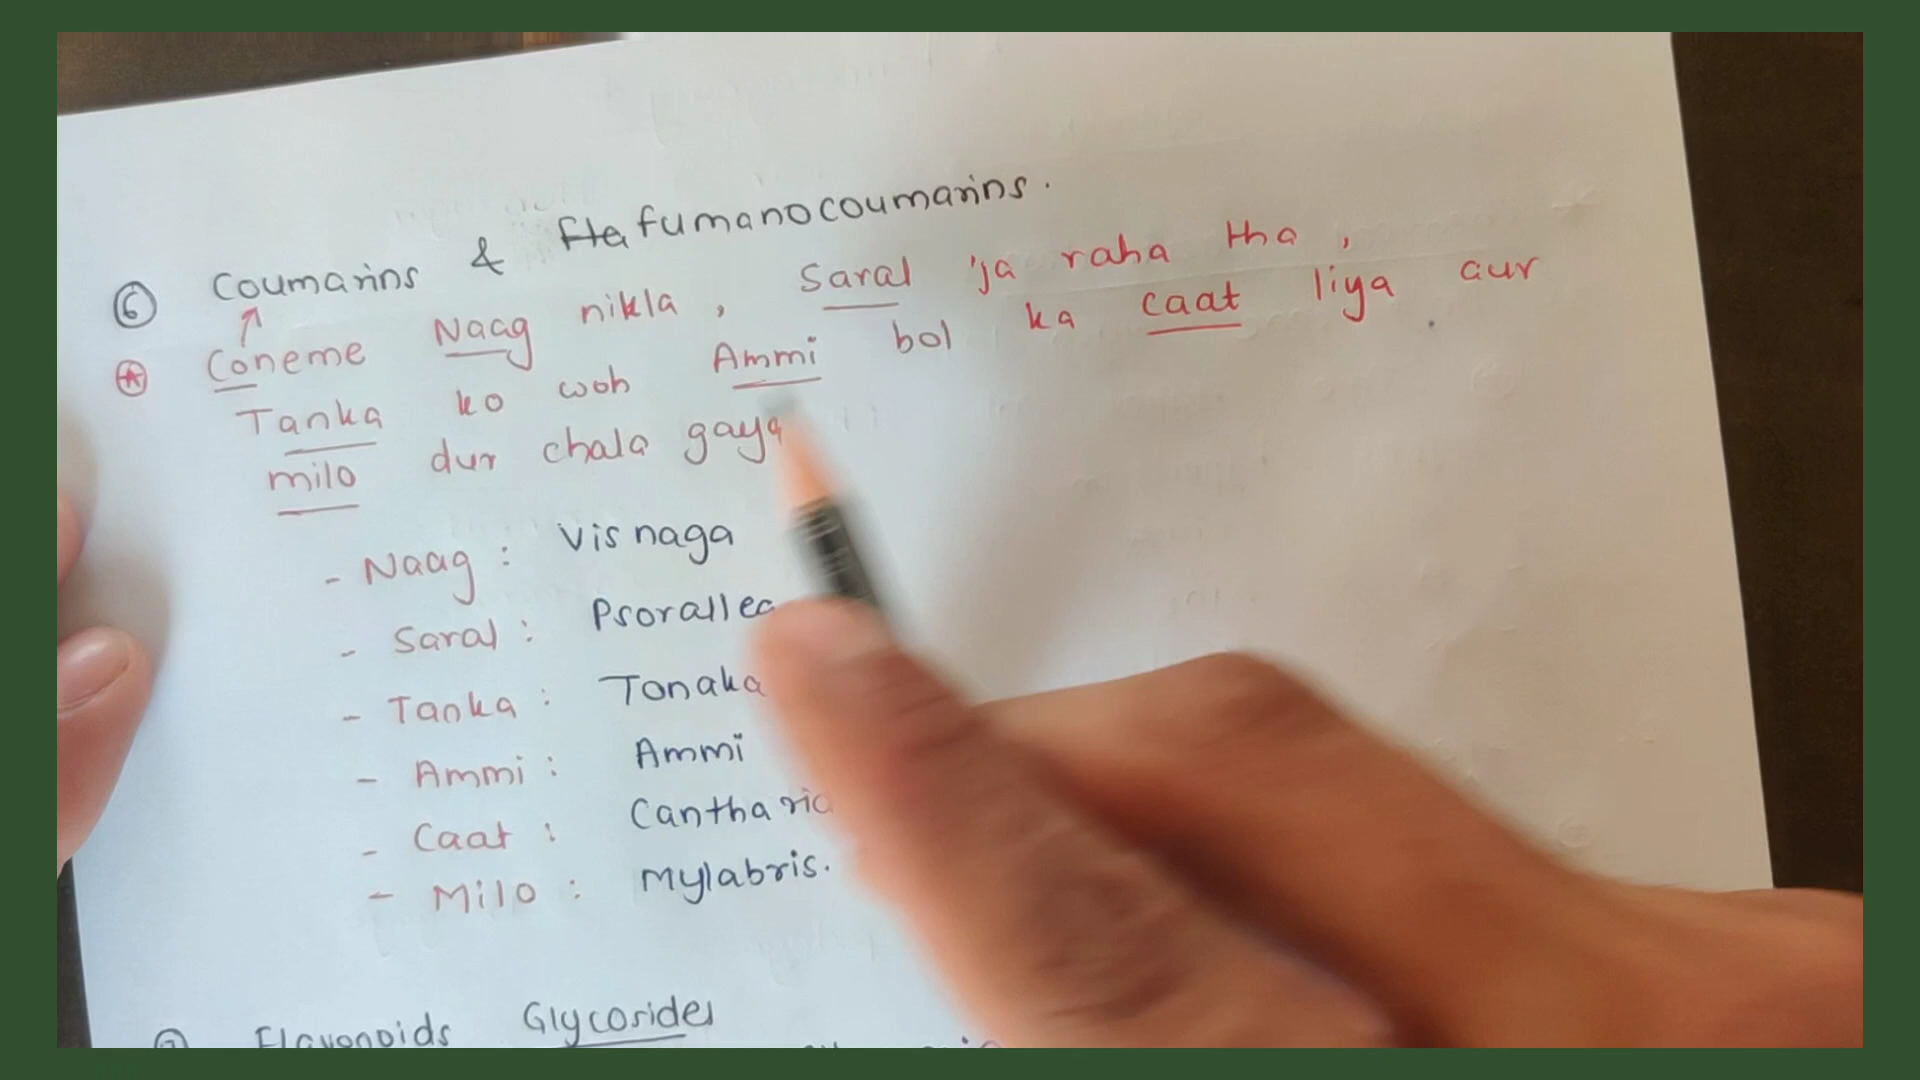 6 Coumarins & Fla fumanocoumarins.
Coneme Naag nikla, Saral ja raha tha,
Tanka ko woh Ammi bol ka caat liya aur
milo dur chala gaya
- Naag : Visnaga
- Saral : Psorallea
- Tanka : Tonaka
- Ammi : Ammi
- Caat : Cantharid
- Milo : Mylabris.
Flavonoids Glycosides